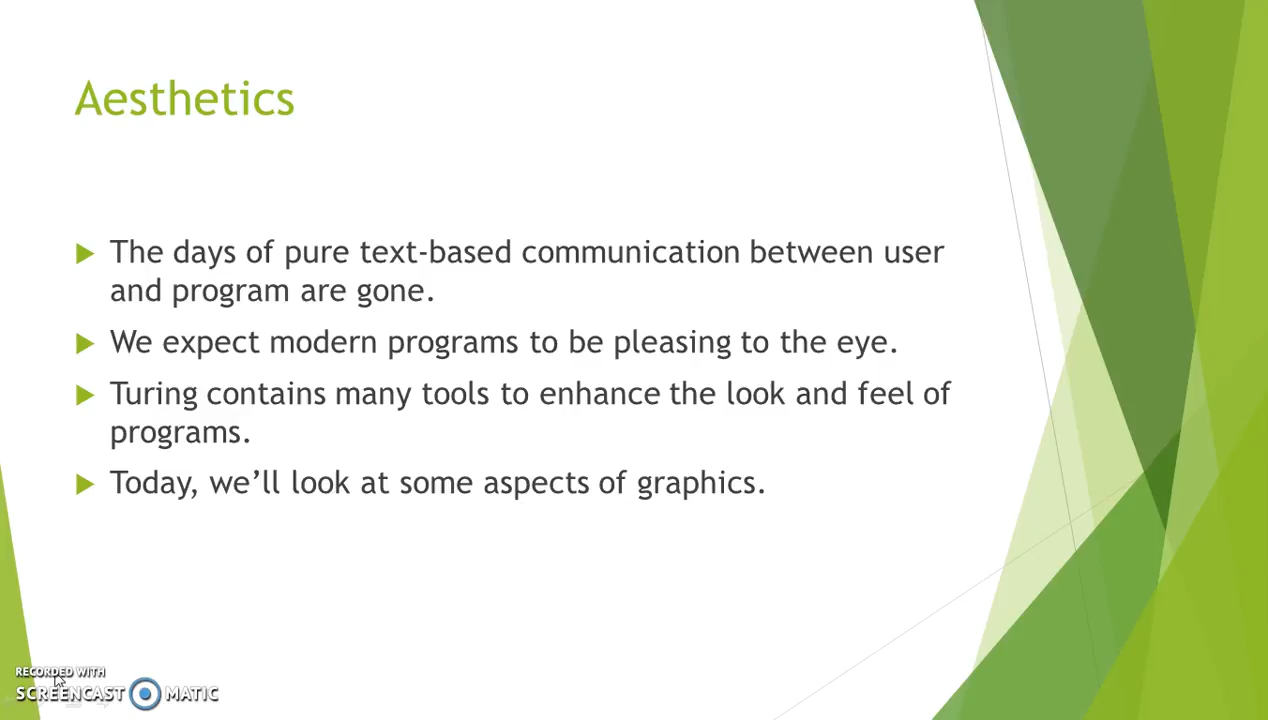 Aesthetics
The days of pure text-based communication between user
and program are gone.
We expect modern programs to be pleasing to the eye.
Turing contains many tools to enhance the look and feel of
programs.
Today, we’ll look at some aspects of graphics.
RECORDED WITH
SCREENCAST MATIC